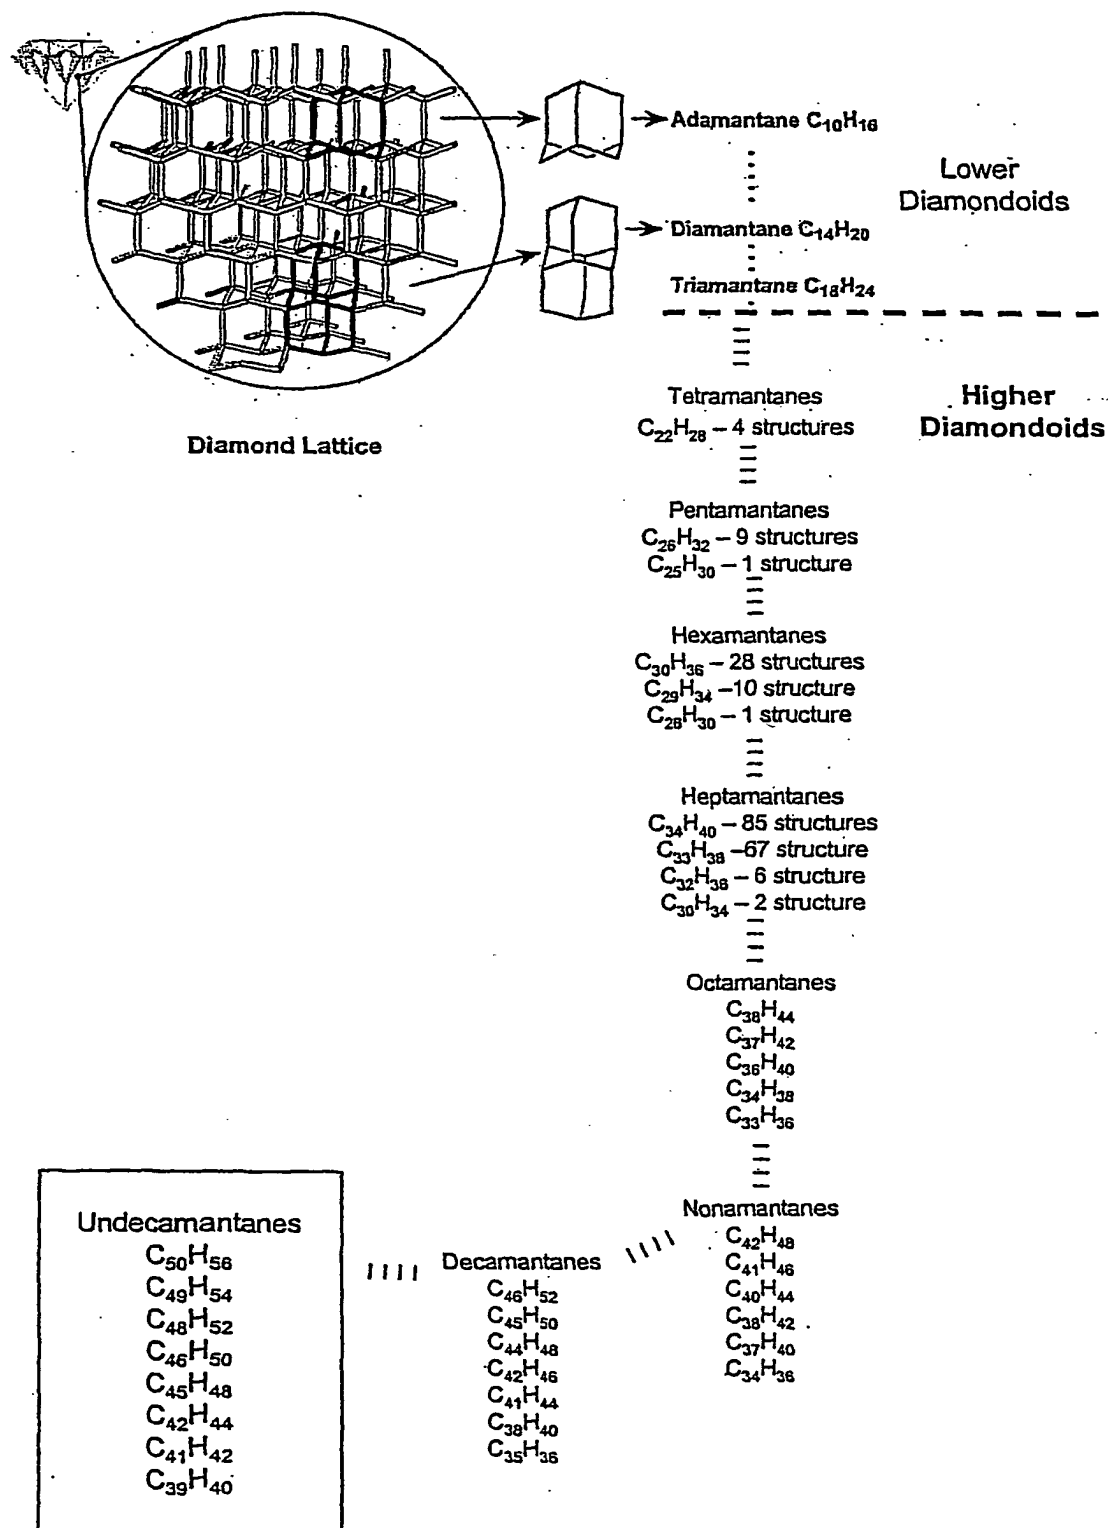 Adamantane C₁₀H₁₆
Lower
Diamondoids
Diamantane C₁₄H₂₀
Triamantane C₁₈H₂₄
Diamond Lattice
Higher
Diamondoids
Tetramantanes
C₂₂H₂₈ – 4 structures
Pentamantanes
C₂₆H₃₂ – 9 structures
C₂₅H₃₀ – 1 structure
Hexamantanes
C₃₀H₃₆ – 28 structures
C₂₉H₃₄ –10 structure
C₂₆H₃₀ – 1 structure
Heptamantanes
C₃₄H₄₀ – 85 structures
C₃₃H₃₈ –67 structure
C₃₂H₃₆ – 6 structure
C₃₀H₃₄ – 2 structure
Octamantanes
C₃₈H₄₄
C₃₇H₄₂
C₃₆H₄₀
C₃₄H₃₈
C₃₃H₃₆
Nonamantanes
C₄₂H₄₈
C₄₁H₄₆
C₄₀H₄₄
C₃₈H₄₂
C₃₇H₄₀
C₃₄H₃₆
Decamantanes
C₄₆H₅₂
C₄₅H₅₀
C₄₄H₄₈
C₄₂H₄₆
C₄₁H₄₄
C₃₈H₄₀
C₃₅H₃₆
Undecamantanes
C₅₀H₅₆
C₄₉H₅₄
C₄₈H₅₂
C₄₆H₅₀
C₄₅H₄₈
C₄₂H₄₄
C₄₁H₄₂
C₃₉H₄₀